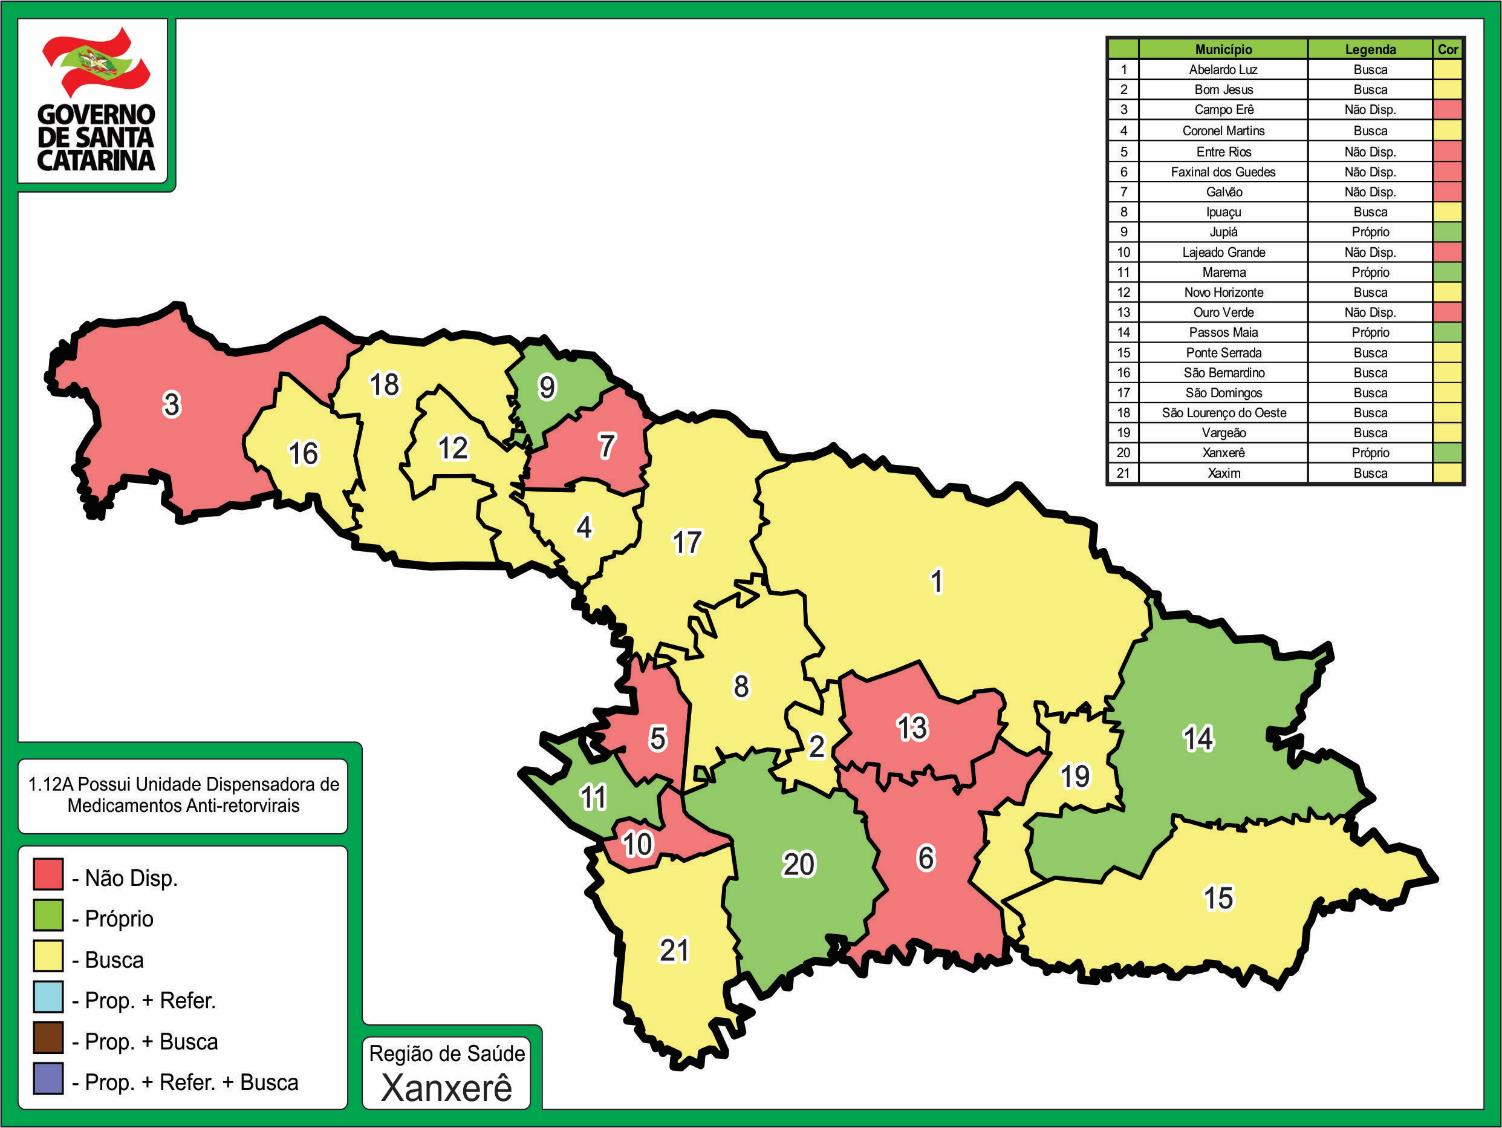 GOVERNO
DE SANTA
CATARINA
Município Legenda Cor
1 Abelardo Luz Busca
2 Bom Jesus Busca
3 Campo Erê Não Disp.
4 Coronel Martins Busca
5 Entre Rios Não Disp.
6 Faxinal dos Guedes Não Disp.
7 Galvão Não Disp.
8 Ipuaçu Busca
9 Jupiá Próprio
10 Lajeado Grande Não Disp.
11 Marema Próprio
12 Novo Horizonte Busca
13 Ouro Verde Não Disp.
14 Passos Maia Próprio
15 Ponte Serrada Busca
16 São Bernardino Busca
17 São Domingos Busca
18 São Lourenço do Oeste Busca
19 Vargeão Busca
20 Xanxerê Próprio
21 Xaxim Busca
18
9
3
7
12
16
4
17
1
8
13
5
2
14
19
11
10
6
20
15
21
1.12A Possui Unidade Dispensadora de
Medicamentos Anti-retorvirais
- Não Disp.
- Próprio
- Busca
- Prop. + Refer.
- Prop. + Busca
- Prop. + Refer. + Busca
Região de Saúde
Xanxerê